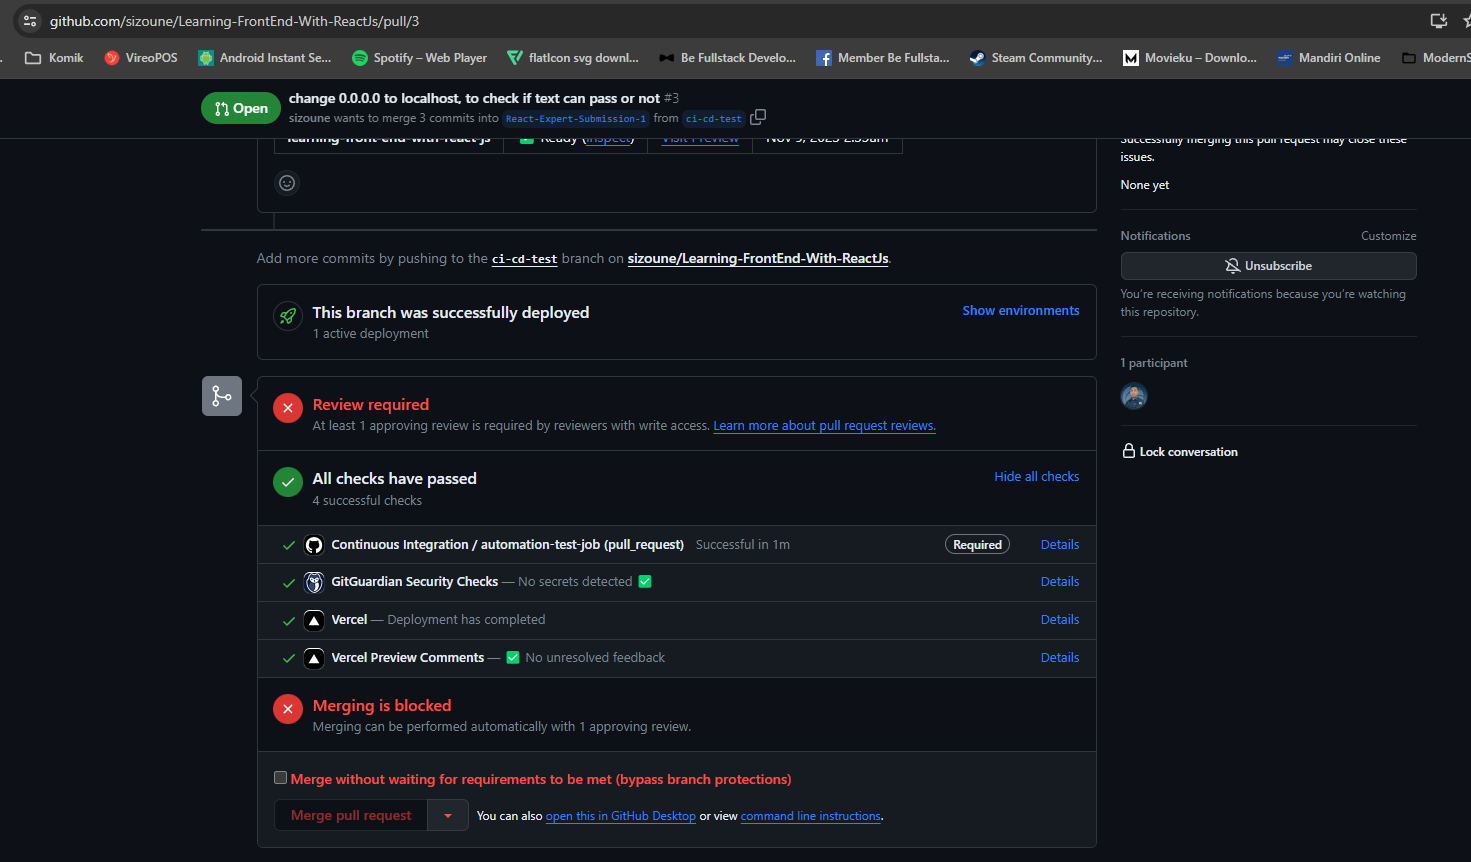 github.com/sizoune/Learning-FrontEnd-With-ReactJs/pull/3
Komik VireoPOS Android Instant Se... Spotify – Web Player flatIcon svg downl... Be Fullstack Develo... Member Be Fullsta... Steam Community... Movieku – Downlo... Mandiri Online ModernS
Open
change 0.0.0.0 to localhost, to check if text can pass or not #3
sizoune wants to merge 3 commits into React-Expert-Submission-1 from ci-cd-test
learning-front-end-with-react-js ✅ Ready (Inspect) Visit Preview Nov 9, 2023 2:39am
Add more commits by pushing to the ci-cd-test branch on sizoune/Learning-FrontEnd-With-ReactJs.
This branch was successfully deployed
1 active deployment
Show environments
Review required
At least 1 approving review is required by reviewers with write access. Learn more about pull request reviews.
All checks have passed
4 successful checks
Hide all checks
Continuous Integration / automation-test-job (pull_request) Successful in 1m Required Details
GitGuardian Security Checks — No secrets detected ✅ Details
Vercel — Deployment has completed Details
Vercel Preview Comments — ✅ No unresolved feedback Details
Merging is blocked
Merging can be performed automatically with 1 approving review.
Merge without waiting for requirements to be met (bypass branch protections)
Merge pull request You can also open this in GitHub Desktop or view command line instructions.
Successfully merging this pull request may close these
issues.
None yet
Notifications Customize
Unsubscribe
You're receiving notifications because you're watching
this repository.
1 participant
Lock conversation